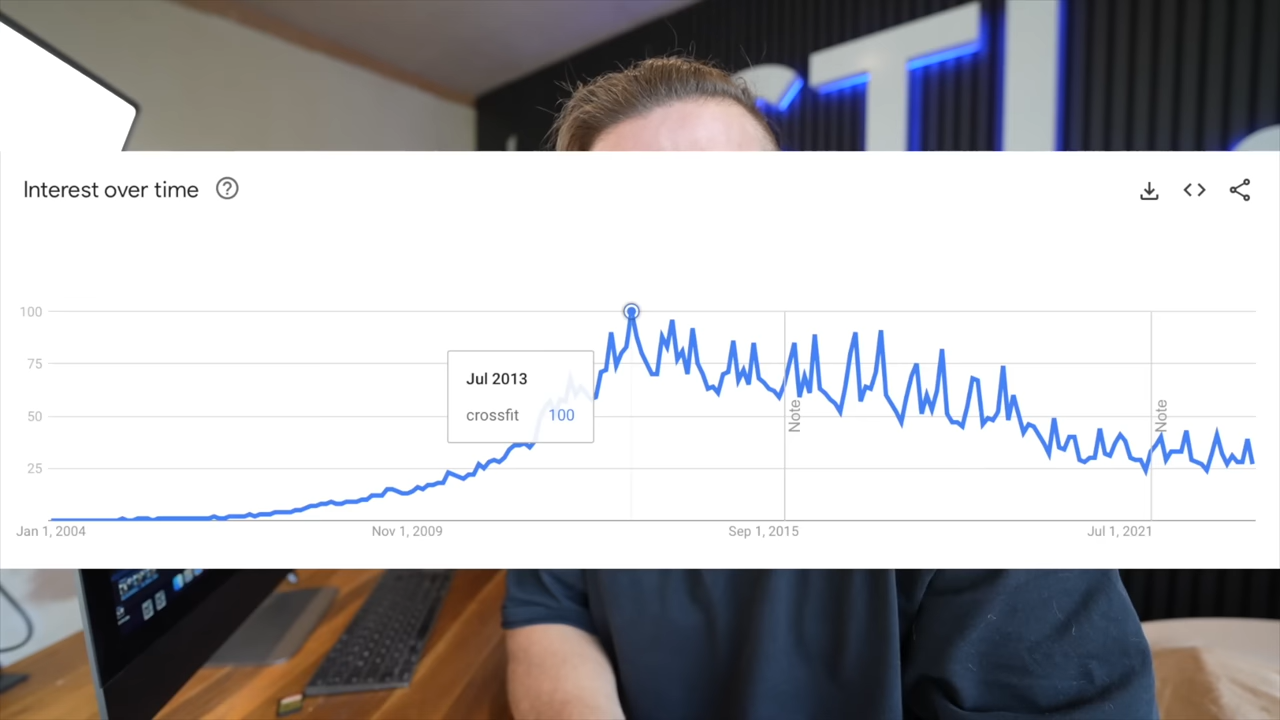 Interest over time
100
75
50
25
Jul 2013
crossfit 100
Note
Note
Jan 1, 2004
Nov 1, 2009
Sep 1, 2015
Jul 1, 2021